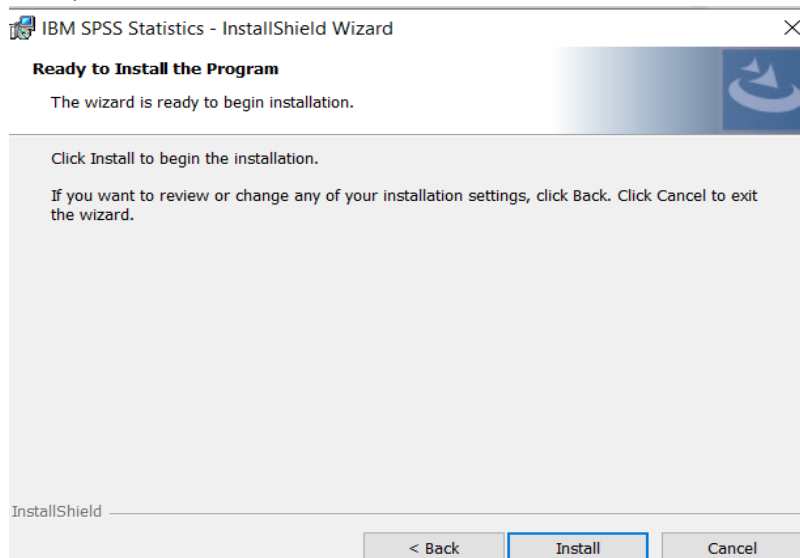 IBM SPSS Statistics - InstallShield Wizard
Ready to Install the Program
The wizard is ready to begin installation.
Click Install to begin the installation.
If you want to review or change any of your installation settings, click Back. Click Cancel to exit
the wizard.
InstallShield
< Back Install Cancel